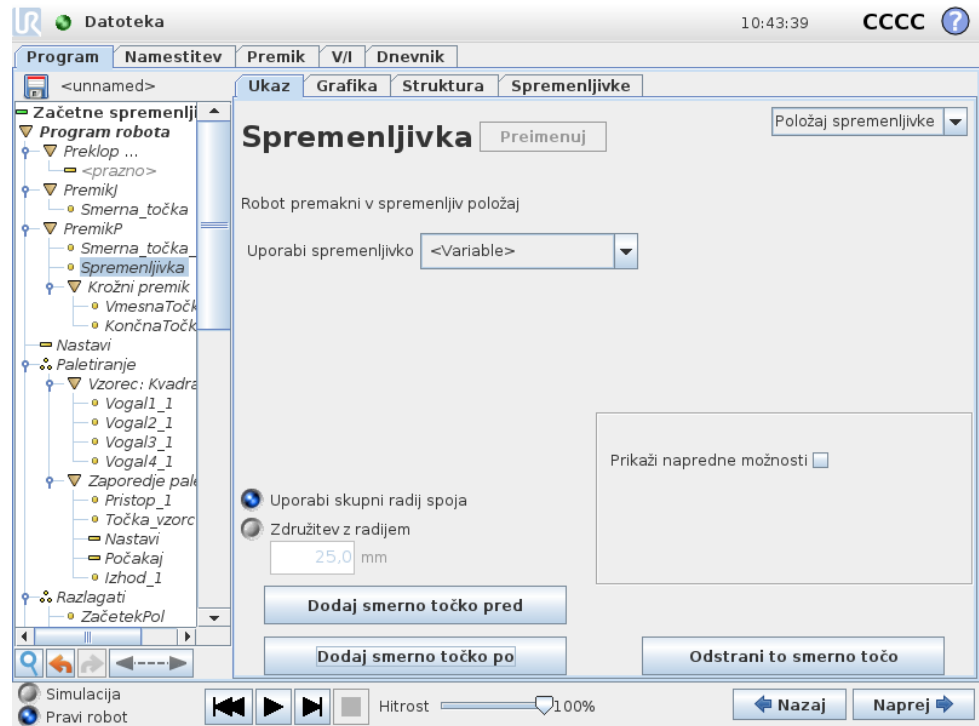 UR Datoteka 10:43:39 CCCC ?
Program Namestitev Premik V/I Dnevnik
<unnamed>
Ukaz Grafika Struktura Spremenljivke
Začetne spremenlji
Program robota
Preklop ...
<prazno>
PremikJ
Smerna_točka
PremikP
Smerna_točka_
Spremenljivka
Krožni premik
VmesnaTočk
KončnaTočk
Nastavi
Paletiranje
Vzorec: Kvadra
Vogal1_1
Vogal2_1
Vogal3_1
Vogal4_1
Zaporedje pale
Pristop_1
Točka_vzorc
Nastavi
Počakaj
Izhod_1
Razlagati
ZačetekPol
Spremenljivka Preimenuj Položaj spremenljivke
Robot premakni v spremenljiv položaj
Uporabi spremenljivko <Variable>
Prikaži napredne možnosti
Uporabi skupni radij spoja
Združitev z radijem
25,0 mm
Dodaj smerno točko pred
Dodaj smerno točko po Odstrani to smerno točo
Simulacija
Pravi robot
Hitrost 100%
Nazaj Naprej